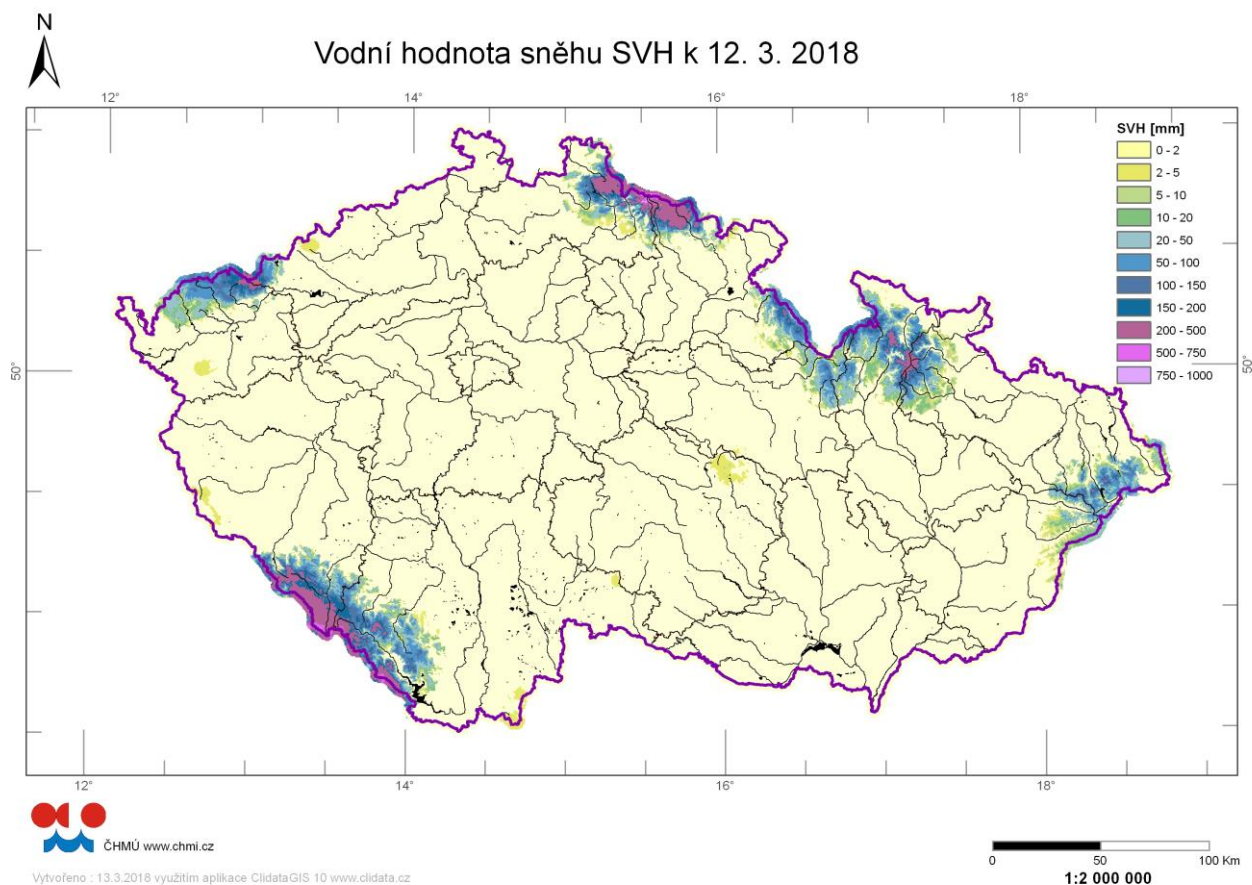 N
Vodní hodnota sněhu SVH k 12. 3. 2018
12° 14° 16° 18°
SVH [mm]
0 - 2
2 - 5
5 - 10
10 - 20
20 - 50
50 - 100
100 - 150
150 - 200
200 - 500
500 - 750
750 - 1000
50° 50°
12° 14° 16° 18°
ČHMÚ www.chmi.cz
0 50 100 Km
1:2 000 000
Vytvořeno : 13.3.2018 využitím aplikace ClidataGIS 10 www.clidata.cz